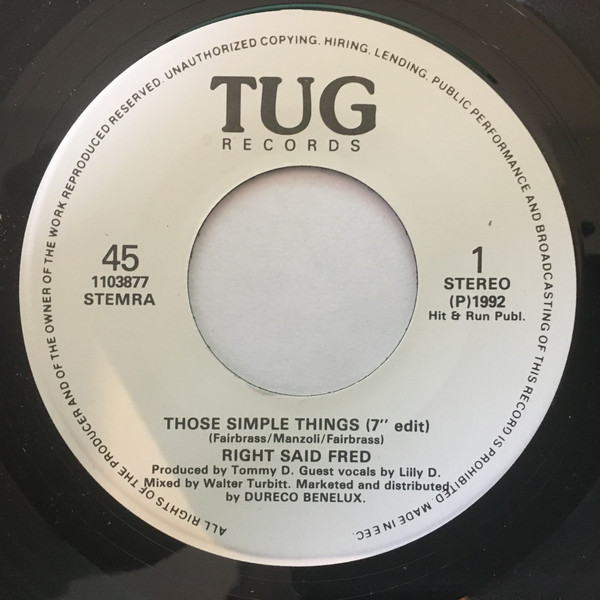 ALL RIGHTS OF THE PRODUCER AND OF THE OWNER OF THE WORK REPRODUCED RESERVED. UNAUTHORIZED COPYING, HIRING, LENDING, PUBLIC PERFORMANCE AND BROADCASTING OF THIS RECORD IS PROHIBITED. MADE IN EEC.
TUG
RECORDS
45
1103877
STEMRA
1
STEREO
(P)1992
Hit & Run Publ.
THOSE SIMPLE THINGS (7" edit)
(Fairbrass/Manzoli/Fairbrass)
RIGHT SAID FRED
Produced by Tommy D. Guest vocals by Lilly D.
Mixed by Walter Turbitt. Marketed and distributed
by DURECO BENELUX.